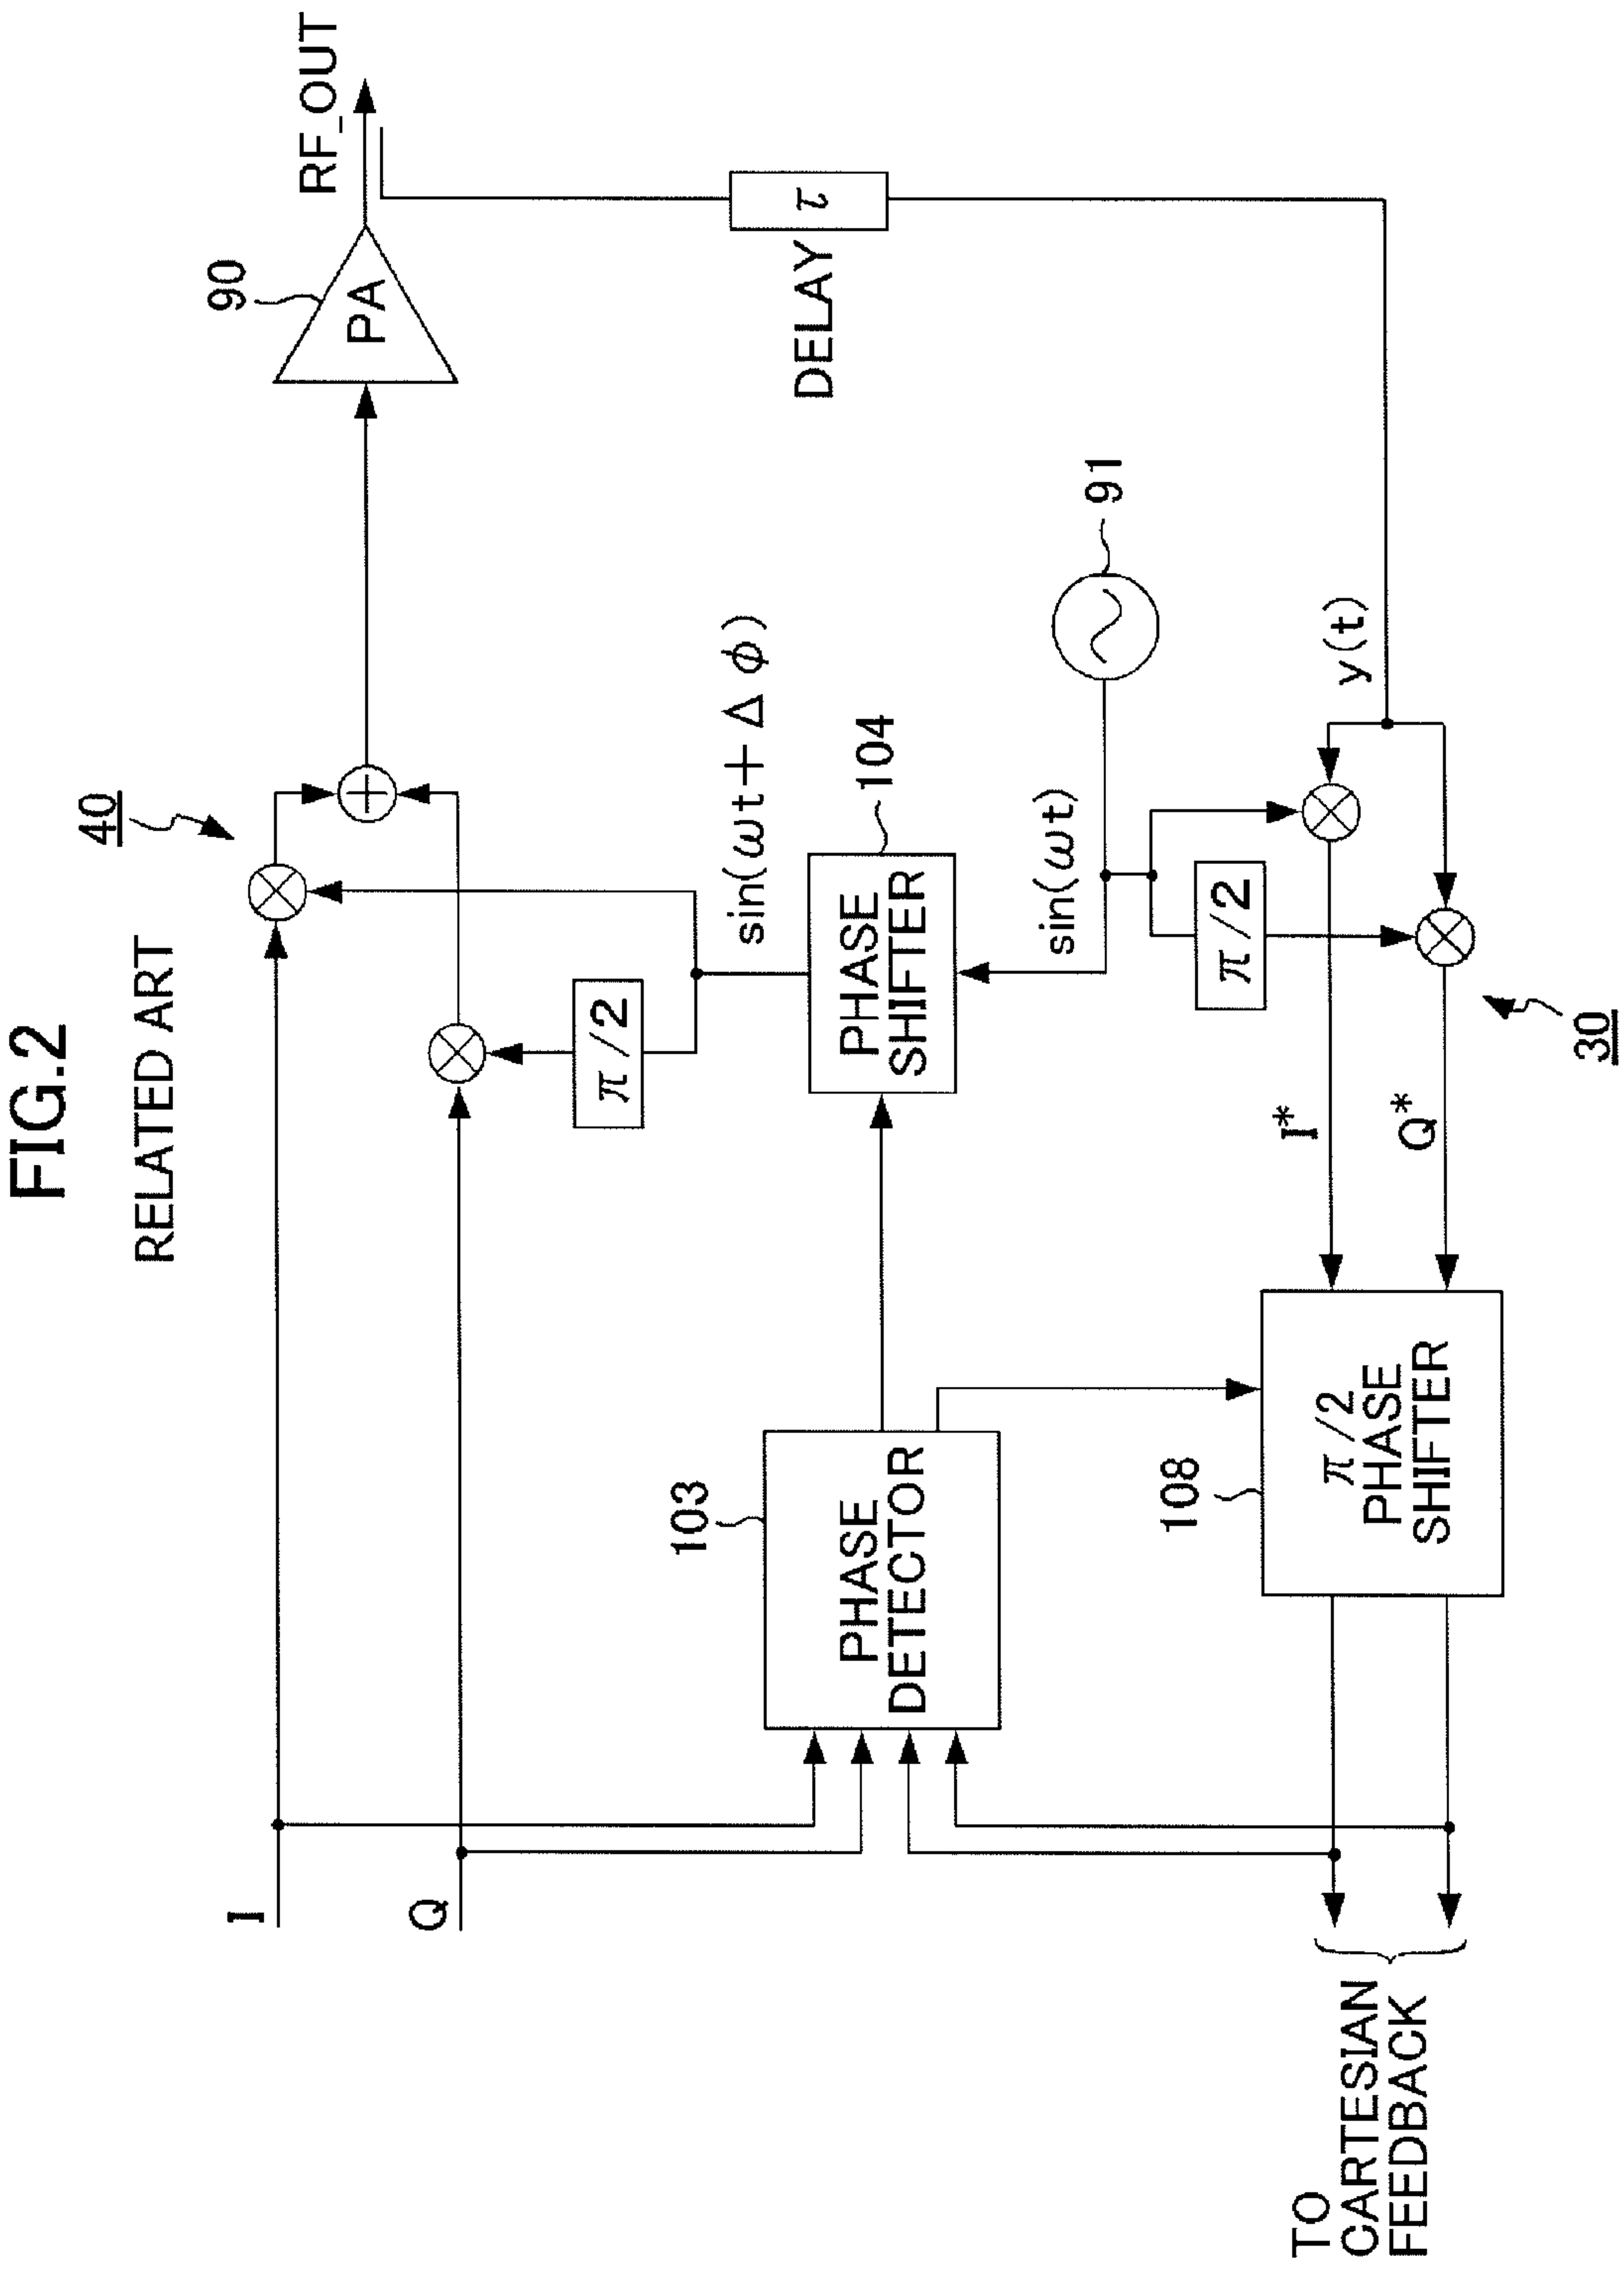 FIG.2
RELATED ART
I
Q
40
90
PA
RF_OUT
π/2
sin(ωt+Δφ)
103
PHASE
DETECTOR
PHASE
SHIFTER
104
sin(ωt)
91
DELAY
τ
π/2
108
π/2
PHASE
SHIFTER
I*
Q*
30
y(t)
TO
CARTESIAN
FEEDBACK